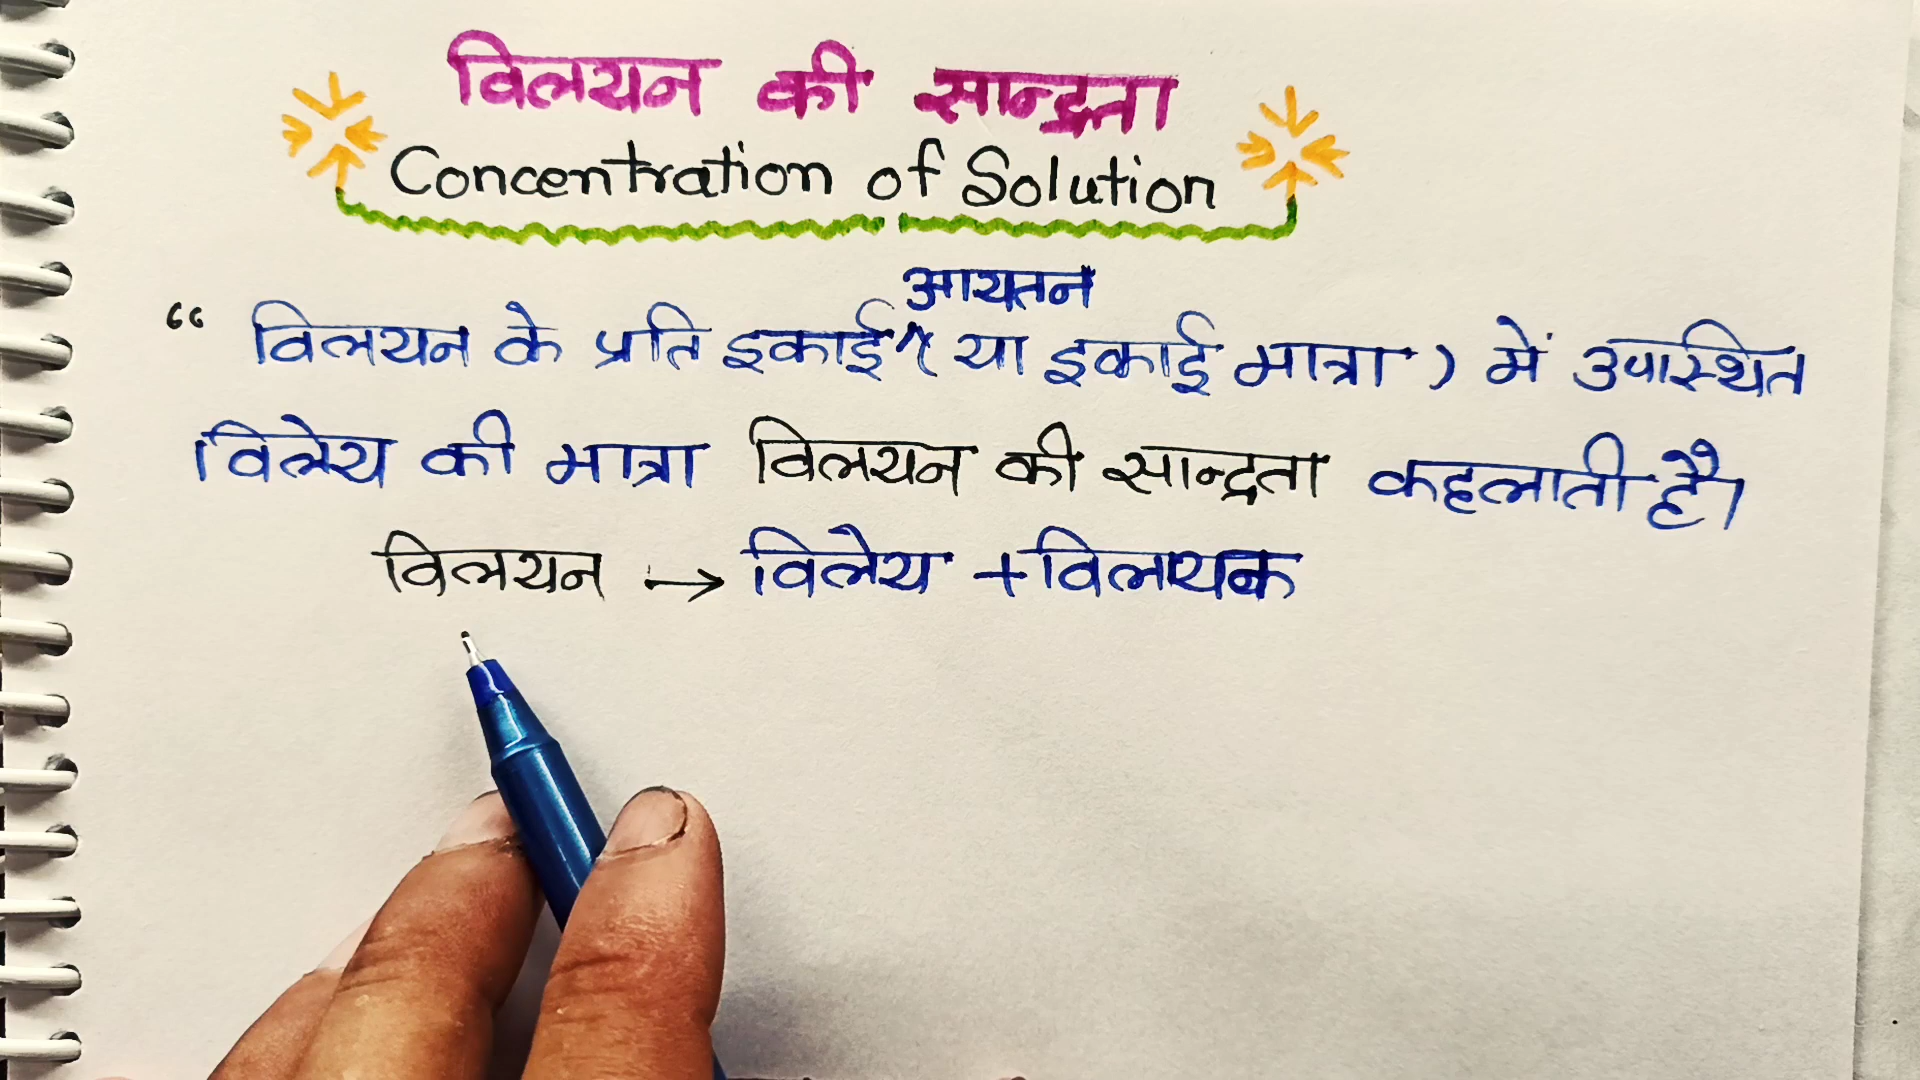 विलयन की सान्द्रता
Concentration of Solution
आयतन
“ विलयन के प्रति इकाई ^ ( या इकाई मात्रा ) में उपस्थित
विलेय की मात्रा विलयन की सान्द्रता कहलाती है।
विलयन → विलेय + विलायक